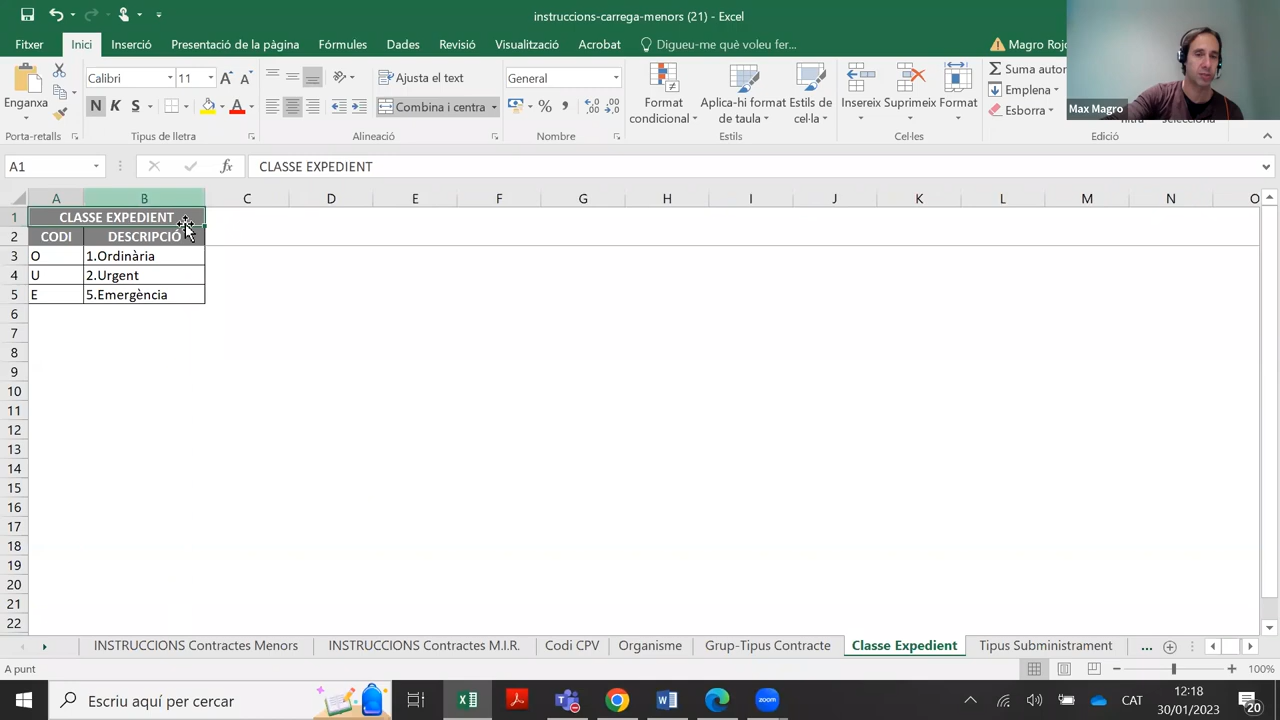 instruccions-carrega-menors (21) - Excel
Fitxer Inici Inserció Presentació de la pàgina Fórmules Dades Revisió Visualització Acrobat Digueu-me què voleu fer...
Calibri 11 Ajusta el text General
N K S Combina i centra
Enganxa Format condicional Aplica-hi format de taula Estils de cel·la Insereix Suprimeix Format
Emplena
Esborra
Max Magro
Porta-retalls Tipus de lletra Alineació Nombre Estils Cel·les Edició
A1 fx CLASSE EXPEDIENT
A B C D E F G H I J K L M N O
1 CLASSE EXPEDIENT
2 CODI DESCRIPCIÓ
3 O 1.Ordinària
4 U 2.Urgent
5 E 5.Emergència
6
7
8
9
10
11
12
13
14
15
16
17
18
19
20
21
22
INSTRUCCIONS Contractes Menors INSTRUCCIONS Contractes M.I.R. Codi CPV Organisme Grup-Tipus Contracte Classe Expedient Tipus Subministrament ...
A punt 100%
Escriu aquí per cercar CAT 12:18
30/01/2023 20